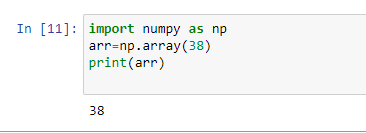 In [11]: import numpy as np
arr=np.array(38)
print(arr)
38